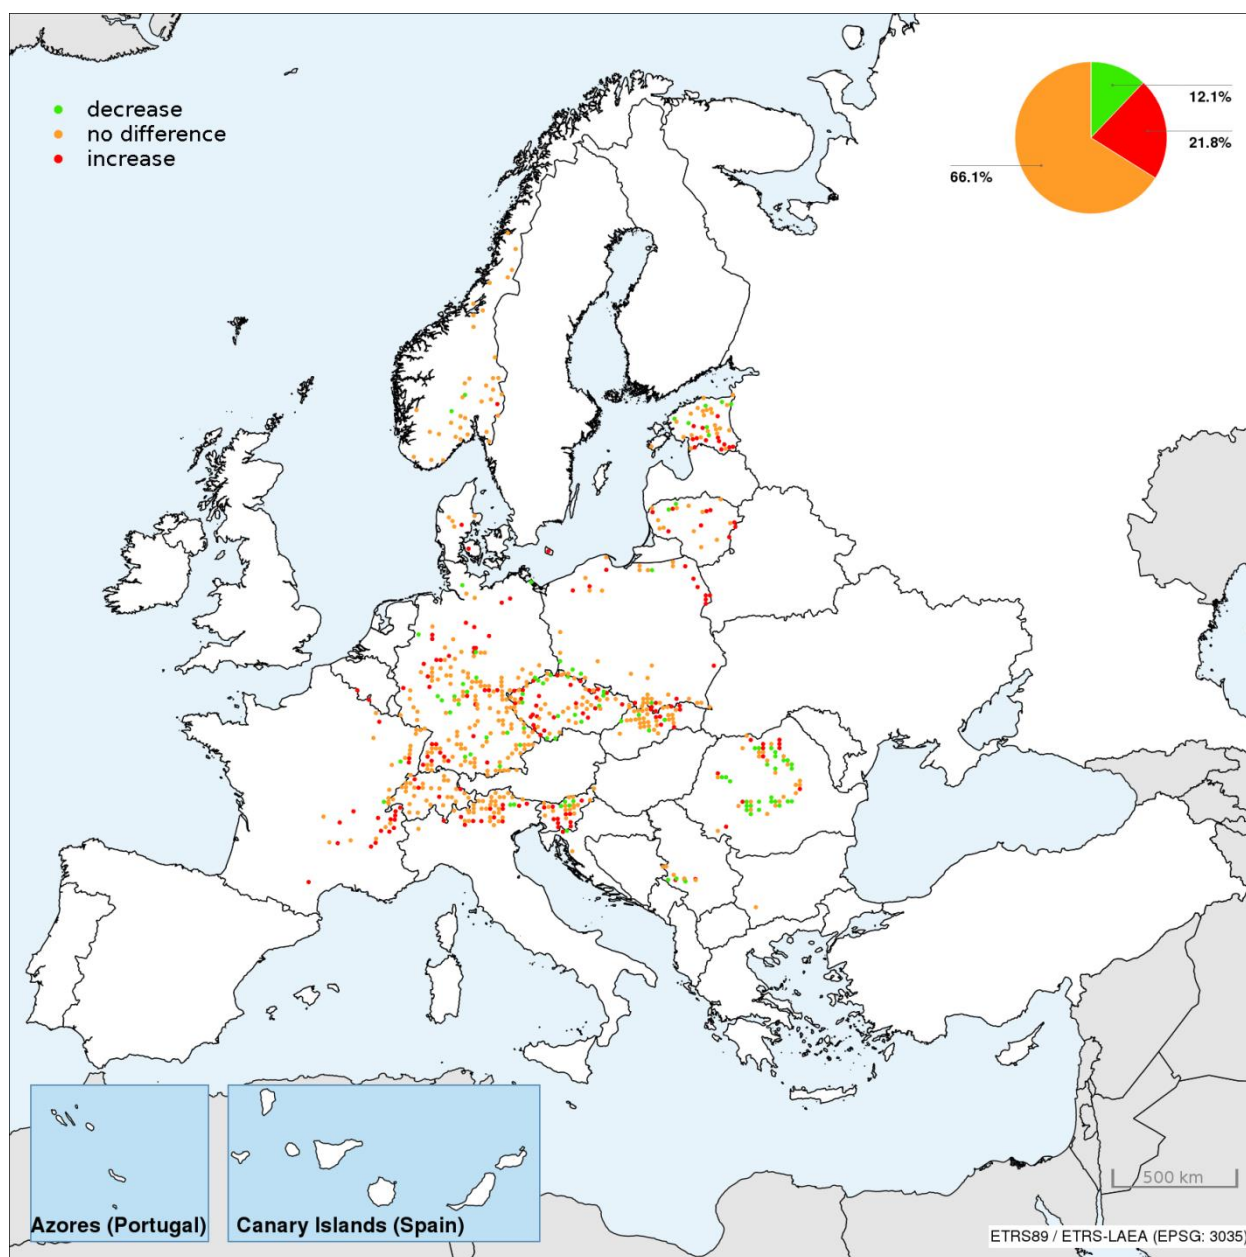 decrease
no difference
increase
12.1%
21.8%
66.1%
Azores (Portugal)
Canary Islands (Spain)
500 km
ETRS89 / ETRS-LAEA (EPSG: 3035)